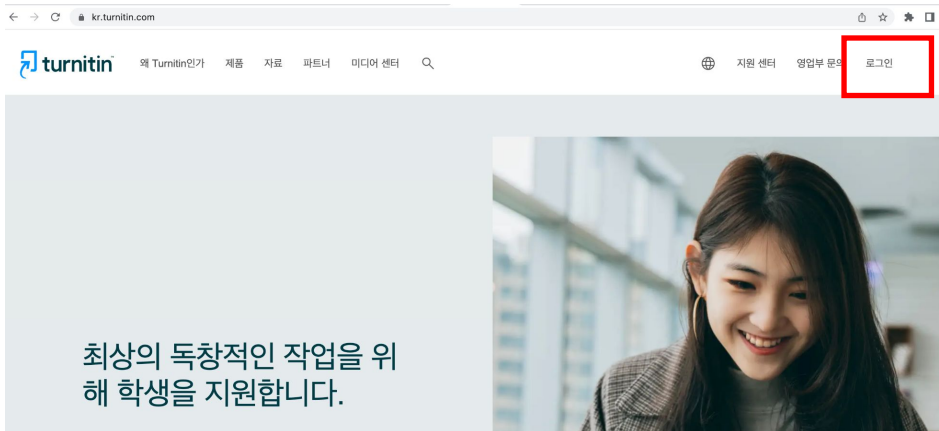 kr.turnitin.com
turnitin™ 왜 Turnitin인가 제품 자료 파트너 미디어 센터 지원 센터 영업부 문의 로그인
최상의 독창적인 작업을 위
해 학생을 지원합니다.